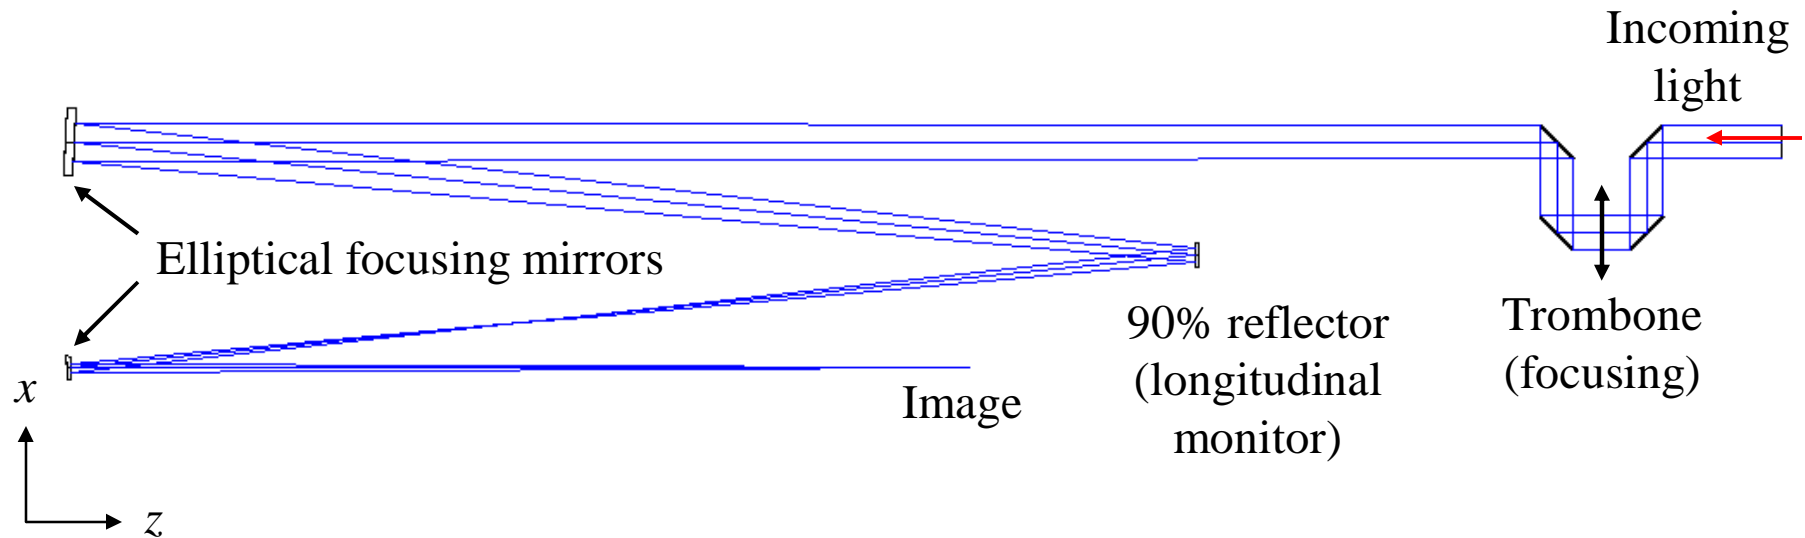 Incoming
light
Elliptical focusing mirrors
90% reflector
(longitudinal
monitor)
Trombone
(focusing)
Image
x
z